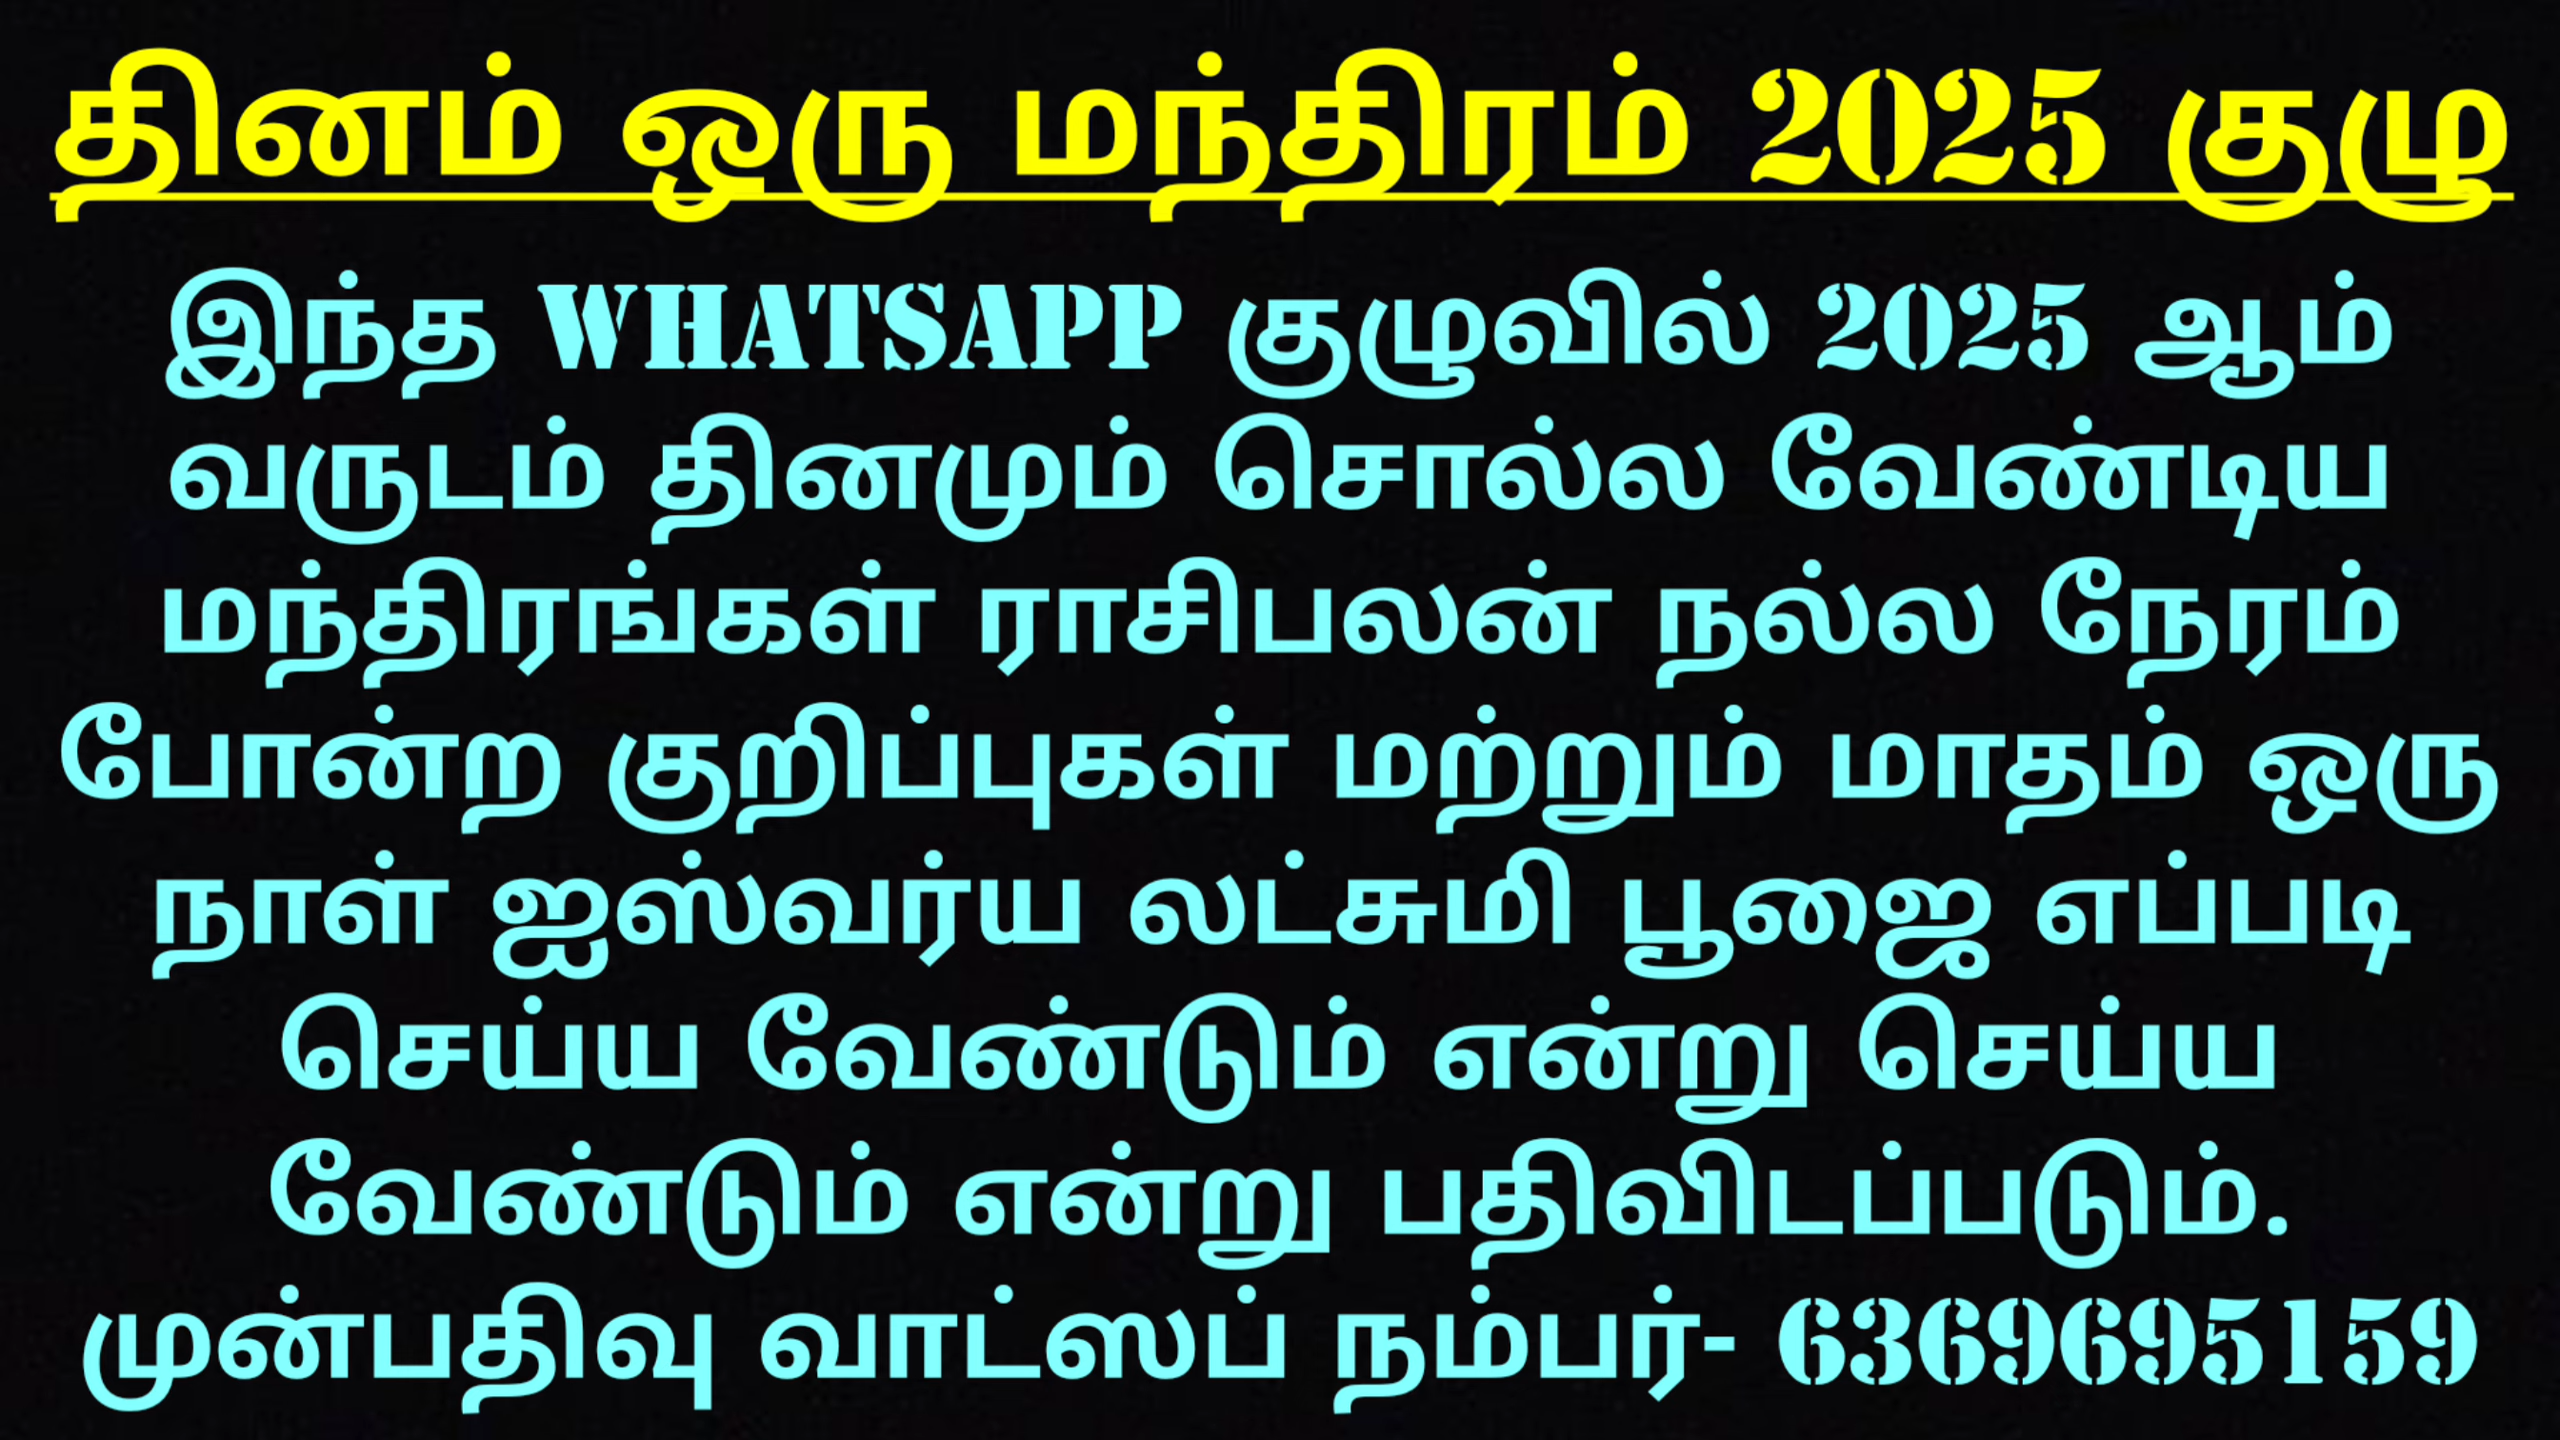 தினம் ஒரு மந்திரம் 2025 குழு
இந்த WHATSAPP குழுவில் 2025 ஆம்
வருடம் தினமும் சொல்ல வேண்டிய
மந்திரங்கள் ராசிபலன் நல்ல நேரம்
போன்ற குறிப்புகள் மற்றும் மாதம் ஒரு
நாள் ஐஸ்வர்ய லட்சுமி பூஜை எப்படி
செய்ய வேண்டும் என்று செய்ய
வேண்டும் என்று பதிவிடப்படும்.
முன்பதிவு வாட்ஸப் நம்பர்- 6369695159